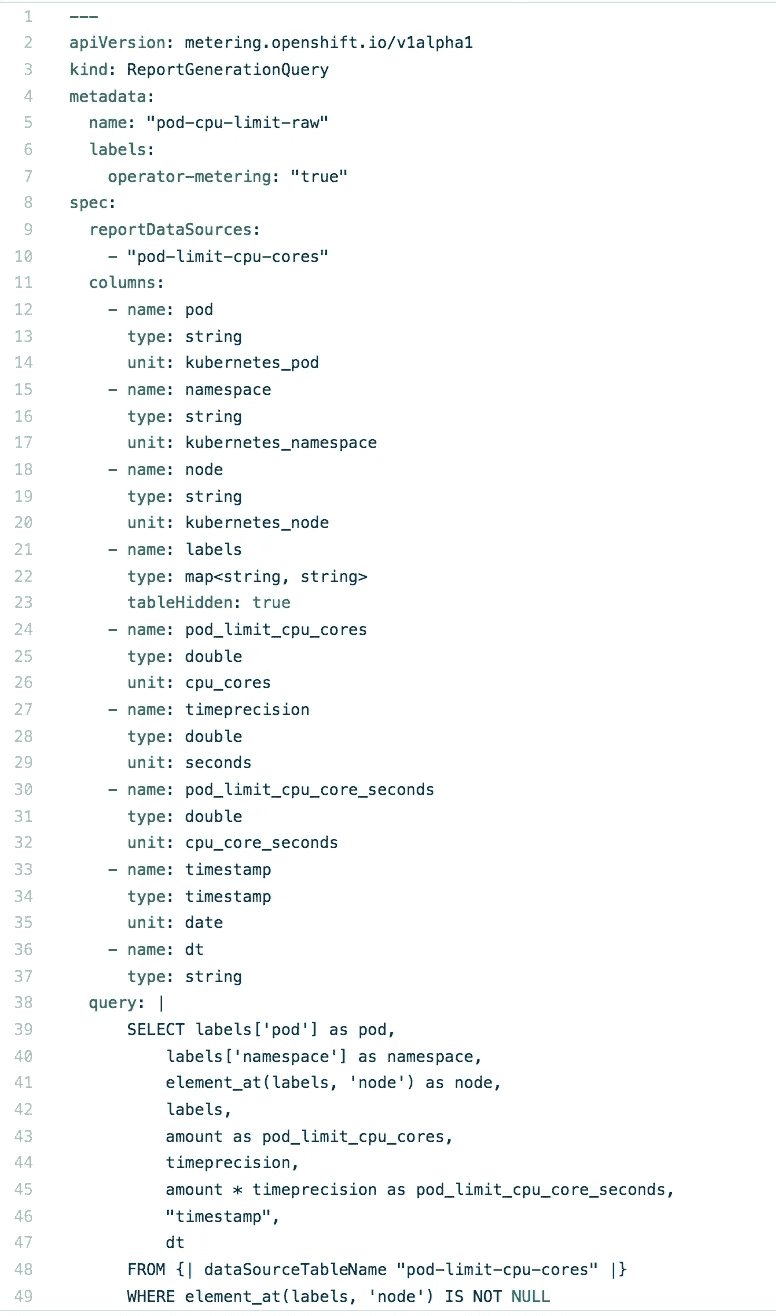 1 ---
2 apiVersion: metering.openshift.io/v1alpha1
3 kind: ReportGenerationQuery
4 metadata:
5   name: "pod-cpu-limit-raw"
6   labels:
7     operator-metering: "true"
8 spec:
9   reportDataSources:
10     - "pod-limit-cpu-cores"
11   columns:
12     - name: pod
13       type: string
14       unit: kubernetes_pod
15     - name: namespace
16       type: string
17       unit: kubernetes_namespace
18     - name: node
19       type: string
20       unit: kubernetes_node
21     - name: labels
22       type: map<string, string>
23       tableHidden: true
24     - name: pod_limit_cpu_cores
25       type: double
26       unit: cpu_cores
27     - name: timeprecision
28       type: double
29       unit: seconds
30     - name: pod_limit_cpu_core_seconds
31       type: double
32       unit: cpu_core_seconds
33     - name: timestamp
34       type: timestamp
35       unit: date
36     - name: dt
37       type: string
38   query: |
39       SELECT labels['pod'] as pod,
40           labels['namespace'] as namespace,
41           element_at(labels, 'node') as node,
42           labels,
43           amount as pod_limit_cpu_cores,
44           timeprecision,
45           amount * timeprecision as pod_limit_cpu_core_seconds,
46           "timestamp",
47           dt
48       FROM {| dataSourceTableName "pod-limit-cpu-cores" |}
49       WHERE element_at(labels, 'node') IS NOT NULL